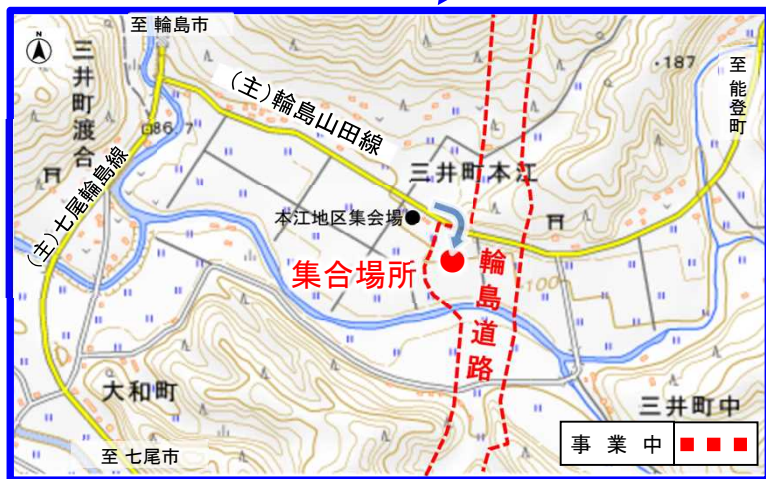 至 輪島市
N
三井町渡合
86.7
(主)輪島山田線
・187
至 能登町
三井町本江
(主)七尾輪島線
本江地区集会場
集合場所
輪島道路
100
大和町
三井町中
至 七尾市
事 業 中